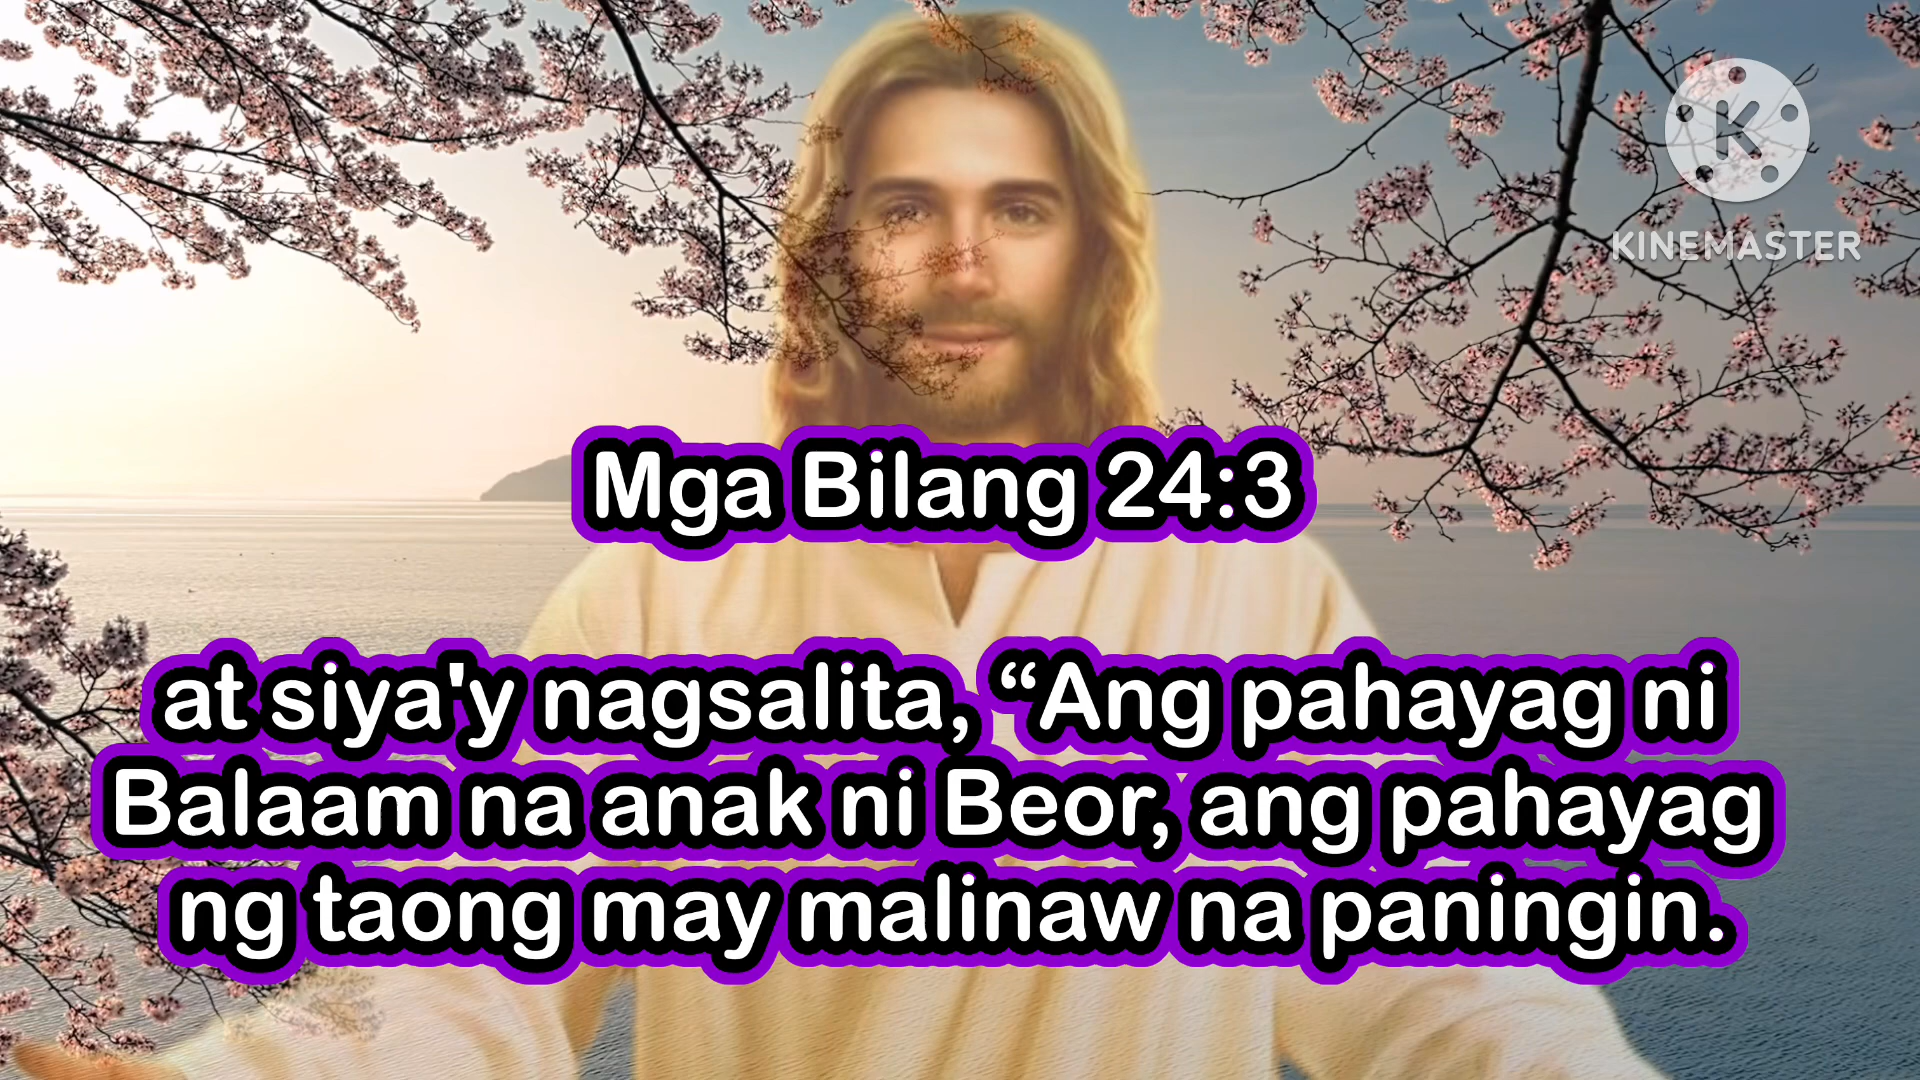 K
KINEMASTER
Mga Bilang 24:3
at siya'y nagsalita, “Ang pahayag ni
Balaam na anak ni Beor, ang pahayag
ng taong may malinaw na paningin.